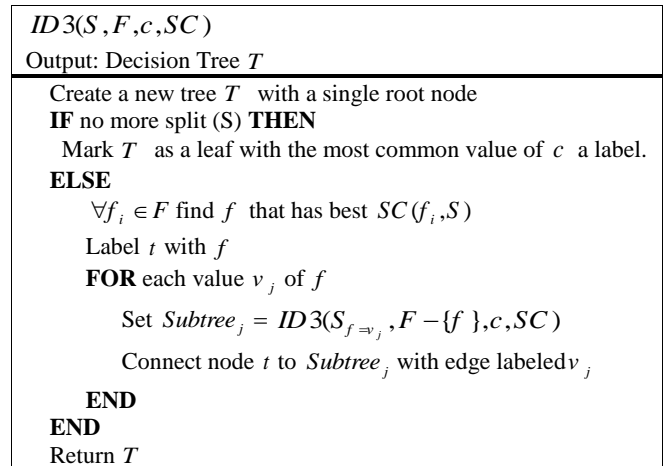 ID3(S,F,c,SC)
Output: Decision Tree T
Create a new tree T with a single root node
IF no more split (S) THEN
Mark T as a leaf with the most common value of c a label.
ELSE
∀f_i ∈ F find f that has best SC(f_i,S)
Label t with f
FOR each value v_j of f
Set Subtree_j = ID3(S_{f=v_j}, F−{f},c,SC)
Connect node t to Subtree_j with edge labeled v_j
END
END
Return T